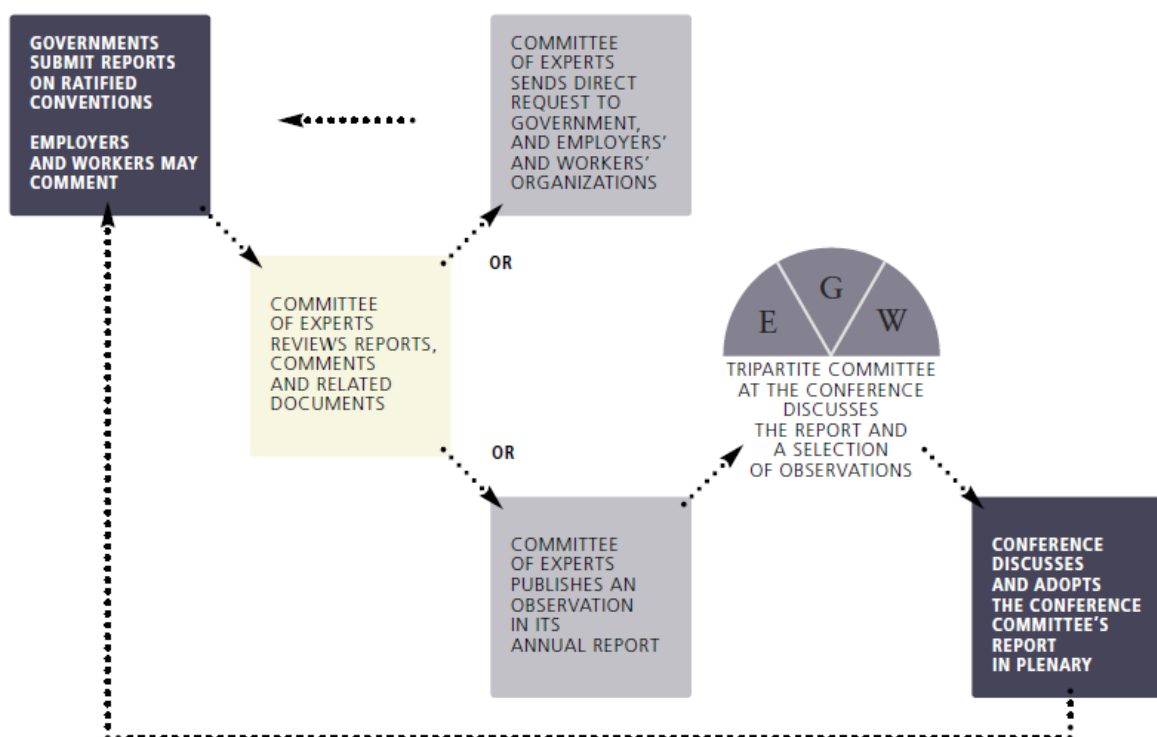 GOVERNMENTS
SUBMIT REPORTS
ON RATIFIED
CONVENTIONS
EMPLOYERS
AND WORKERS MAY
COMMENT
COMMITTEE
OF EXPERTS
SENDS DIRECT
REQUEST TO
GOVERNMENT,
AND EMPLOYERS’
AND WORKERS’
ORGANIZATIONS
OR
COMMITTEE
OF EXPERTS
REVIEWS REPORTS,
COMMENTS
AND RELATED
DOCUMENTS
OR
COMMITTEE
OF EXPERTS
PUBLISHES AN
OBSERVATION
IN ITS
ANNUAL REPORT
E
G
W
TRIPARTITE COMMITTEE
AT THE CONFERENCE
DISCUSSES
THE REPORT AND
A SELECTION
OF OBSERVATIONS
CONFERENCE
DISCUSSES
AND ADOPTS
THE CONFERENCE
COMMITTEE’S
REPORT
IN PLENARY